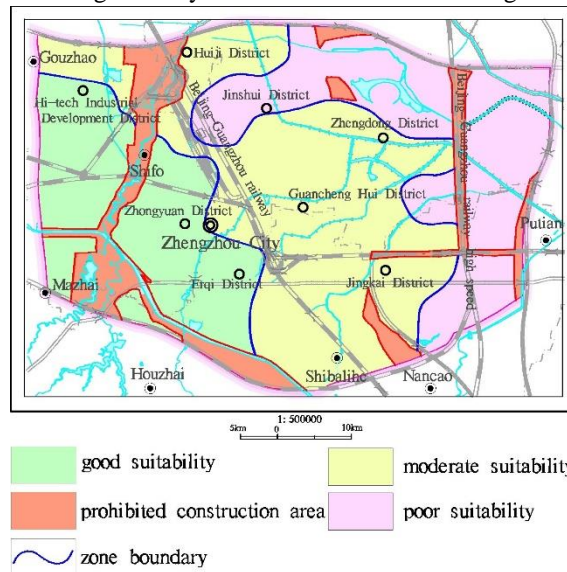 Gouzhao
Huiji District
Hi-tech Industriel
Development District
Jinshui District
Zhengdong District
Beijing-Guangzhou railway
Beijing-Guangzhou railway high speed
Shifo
Guancheng Hui District
Zhongyuan District
Zhengzhou City
Putian
Erqi District
Jingkai District
Mazhai
Shibalihe
Houzhai
Nancao
1: 500000
5km 0 10km
good suitability
moderate suitability
prohibited construction area
poor suitability
zone boundary